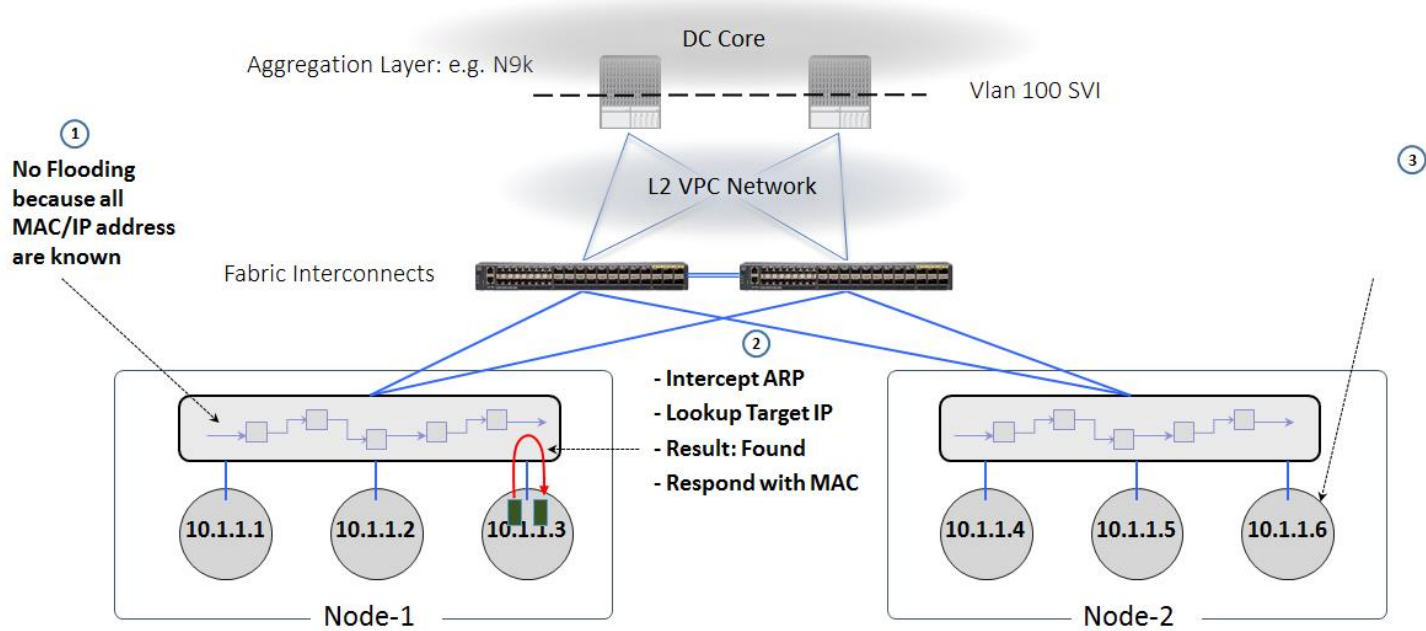 DC Core
Aggregation Layer: e.g. N9k
Vlan 100 SVI
1
No Flooding
because all
MAC/IP address
are known
3
L2 VPC Network
Fabric Interconnects
2
- Intercept ARP
- Lookup Target IP
- Result: Found
- Respond with MAC
10.1.1.1
10.1.1.2
10.1.1.3
10.1.1.4
10.1.1.5
10.1.1.6
Node-1
Node-2